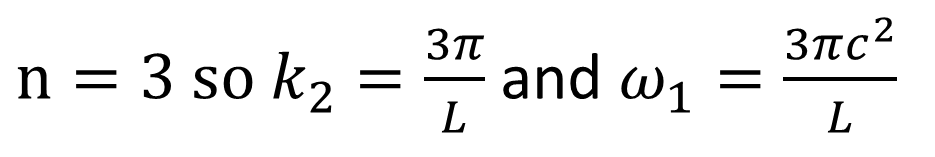 n = 3 so k₂ = 3π/L and ω₁ = 3πc²/L